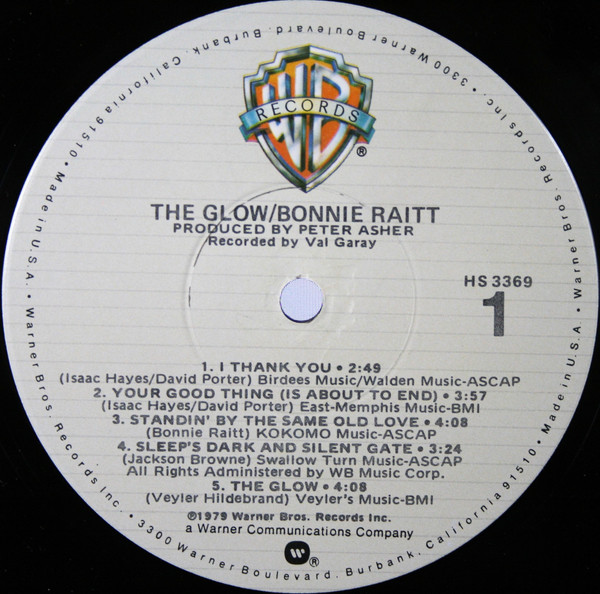 WB
RECORDS
®
THE GLOW/BONNIE RAITT
PRODUCED BY PETER ASHER
Recorded by Val Garay
HS 3369
1
1. I THANK YOU • 2:49
(Isaac Hayes/David Porter) Birdees Music/Walden Music-ASCAP
2. YOUR GOOD THING (IS ABOUT TO END) • 3:57
(Isaac Hayes/David Porter) East-Memphis Music-BMI
3. STANDIN' BY THE SAME OLD LOVE • 4:08
(Bonnie Raitt) KOKOMO Music-ASCAP
4. SLEEP'S DARK AND SILENT GATE • 3:24
(Jackson Browne) Swallow Turn Music-ASCAP
All Rights Administered by WB Music Corp.
5. THE GLOW • 4:08
(Veyler Hildebrand) Veyler's Music-BMI
℗1979 Warner Bros. Records Inc.
a Warner Communications Company
®
Made in U.S.A. • Warner Bros. Records Inc. • 3300 Warner Boulevard, Burbank, California 91510 • Made in U.S.A. • Warner Bros. Records Inc. • 3300 Warner Boulevard, Burbank, California 91510 •